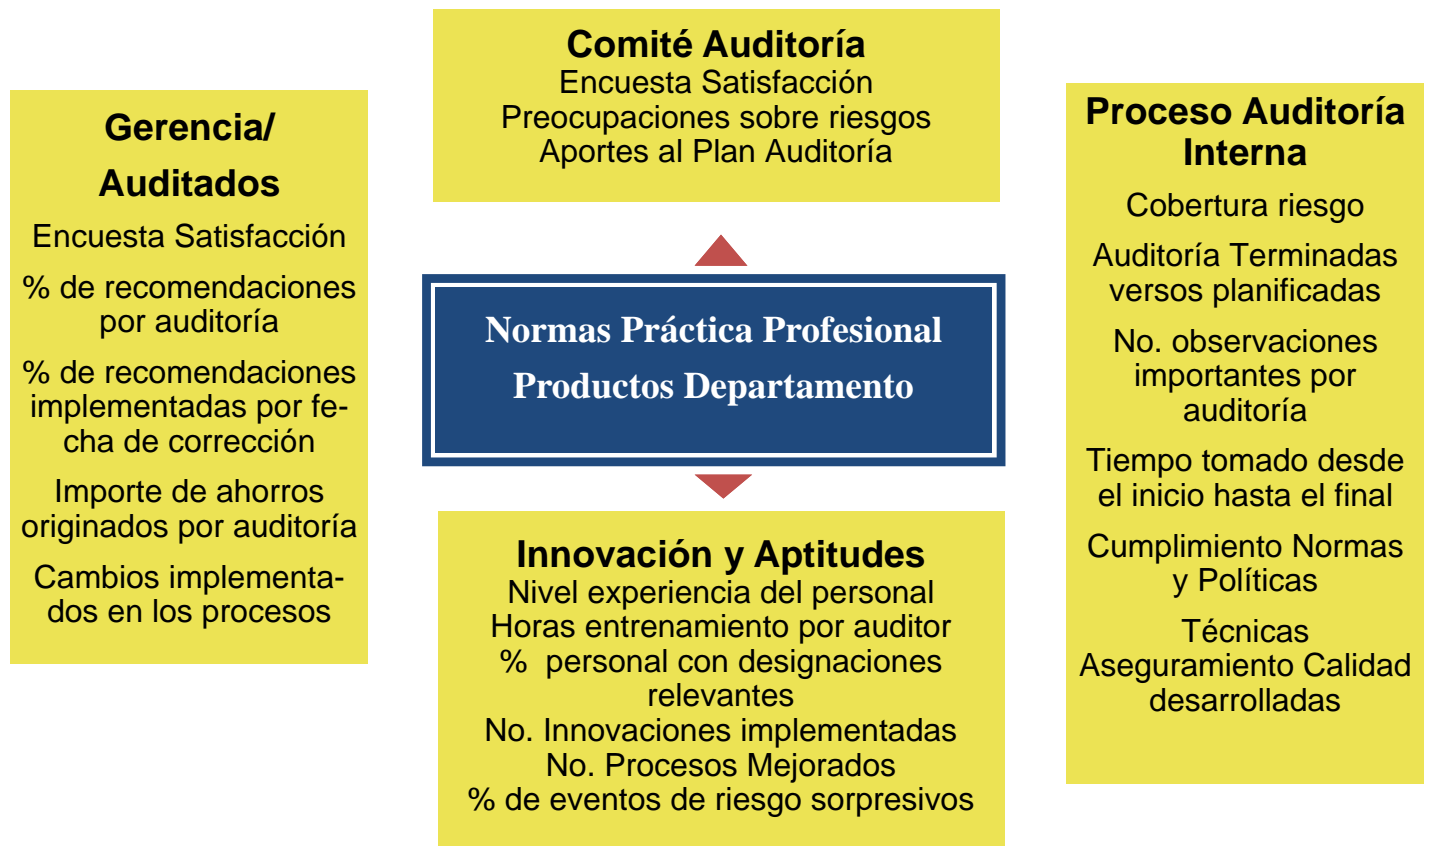 Comité Auditoría
Encuesta Satisfacción
Preocupaciones sobre riesgos
Aportes al Plan Auditoría
Gerencia/
Auditados
Encuesta Satisfacción
% de recomendaciones
por auditoría
% de recomendaciones
implementadas por fe-
cha de corrección
Importe de ahorros
originados por auditoría
Cambios implementa-
dos en los procesos
Normas Práctica Profesional
Productos Departamento
Proceso Auditoría
Interna
Cobertura riesgo
Auditoría Terminadas
versos planificadas
No. observaciones
importantes por
auditoría
Tiempo tomado desde
el inicio hasta el final
Cumplimiento Normas
y Políticas
Técnicas
Aseguramiento Calidad
desarrolladas
Innovación y Aptitudes
Nivel experiencia del personal
Horas entrenamiento por auditor
% personal con designaciones
relevantes
No. Innovaciones implementadas
No. Procesos Mejorados
% de eventos de riesgo sorpresivos